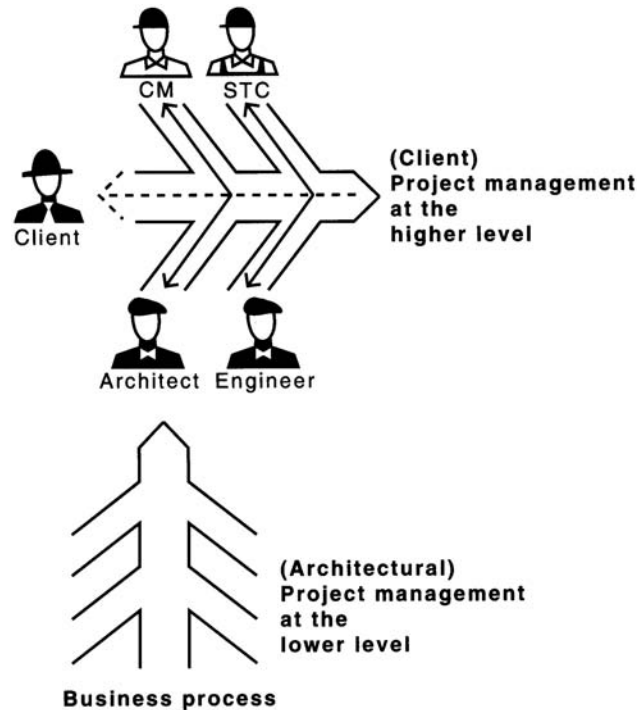 CM STC
(Client)
Project management
at the
higher level
Client
Architect Engineer
(Architectural)
Project management
at the
lower level
Business process